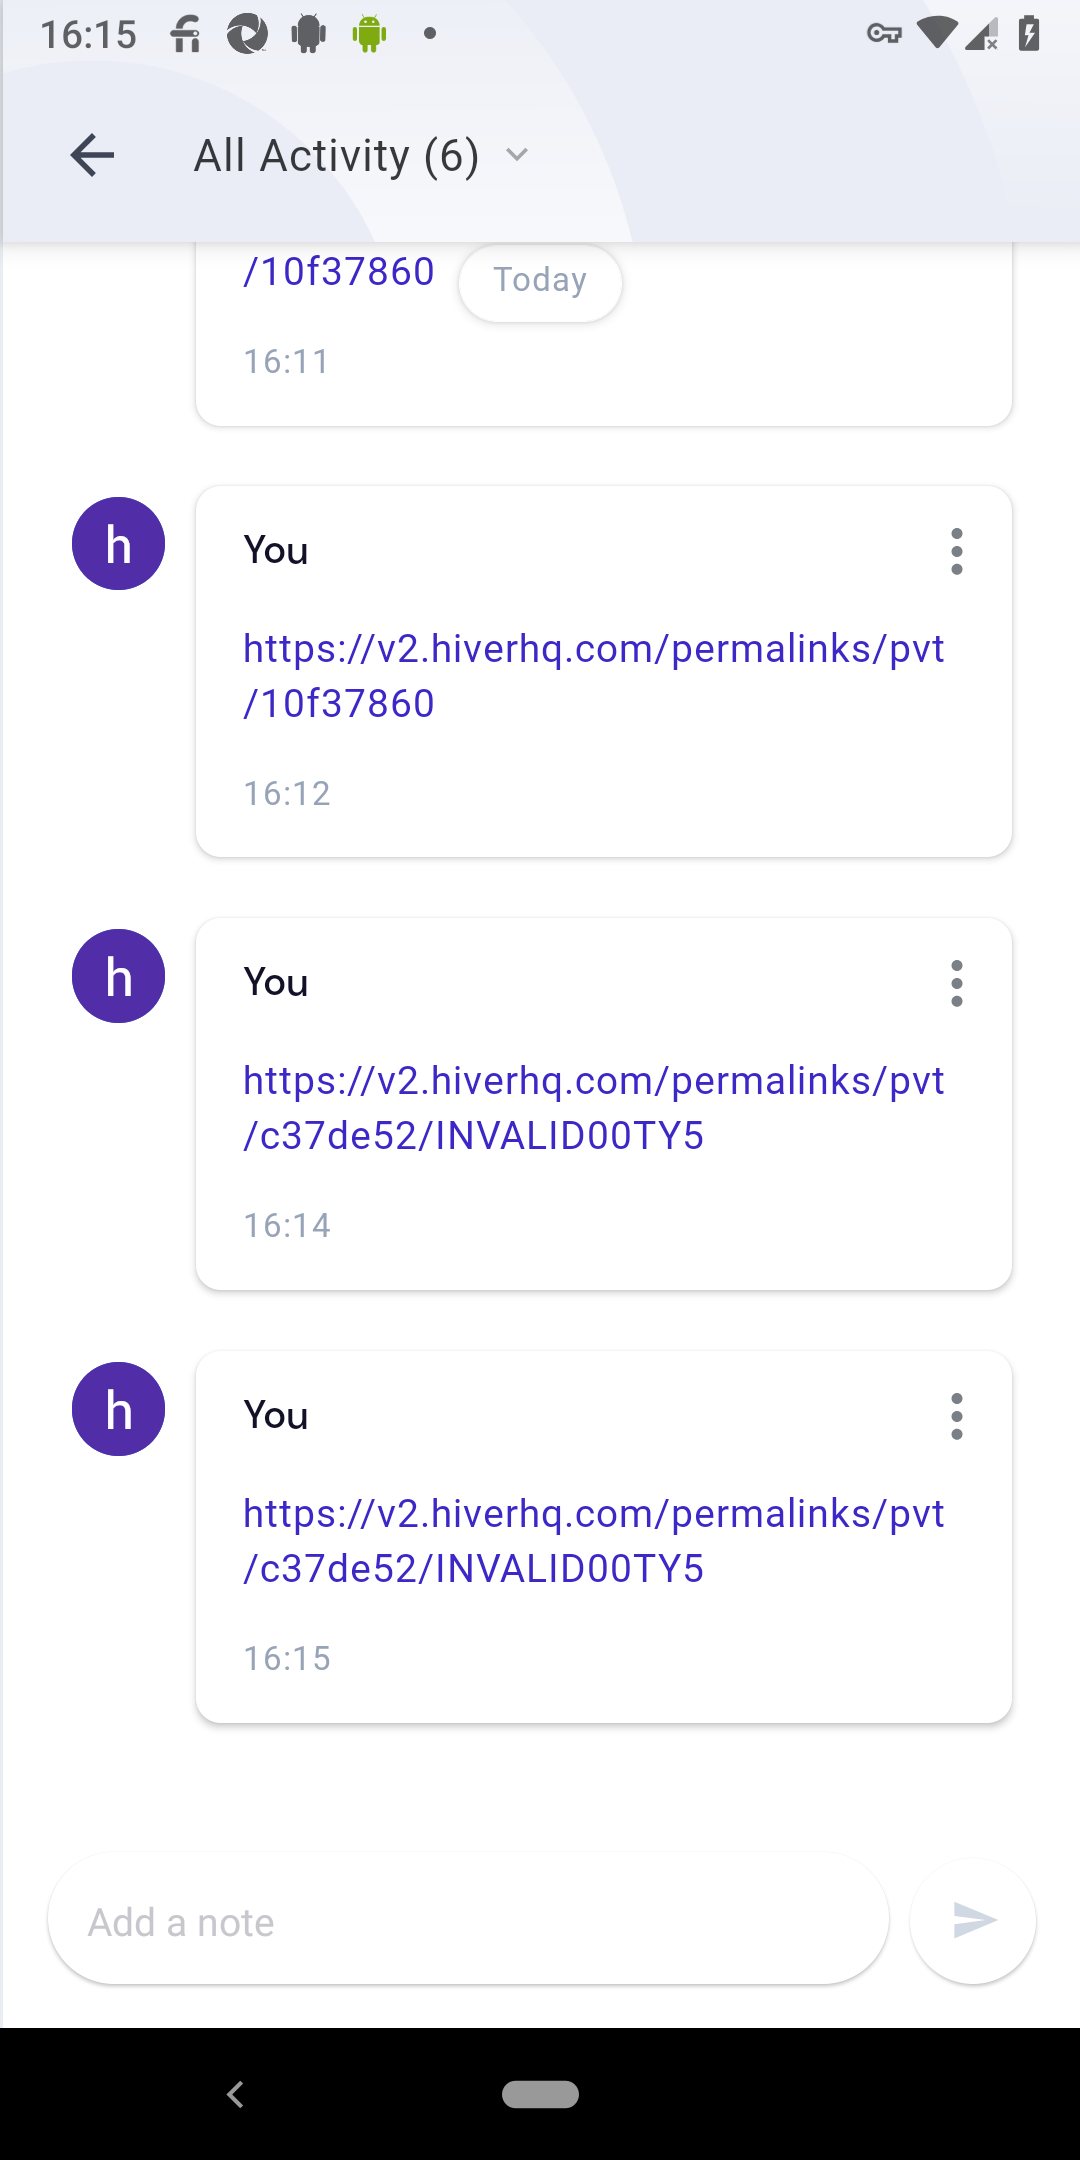 16:15
All Activity (6)
/10f37860
Today
16:11
h
You
https://v2.hiverhq.com/permalinks/pvt
/10f37860
16:12
h
You
https://v2.hiverhq.com/permalinks/pvt
/c37de52/INVALID00TY5
16:14
h
You
https://v2.hiverhq.com/permalinks/pvt
/c37de52/INVALID00TY5
16:15
Add a note